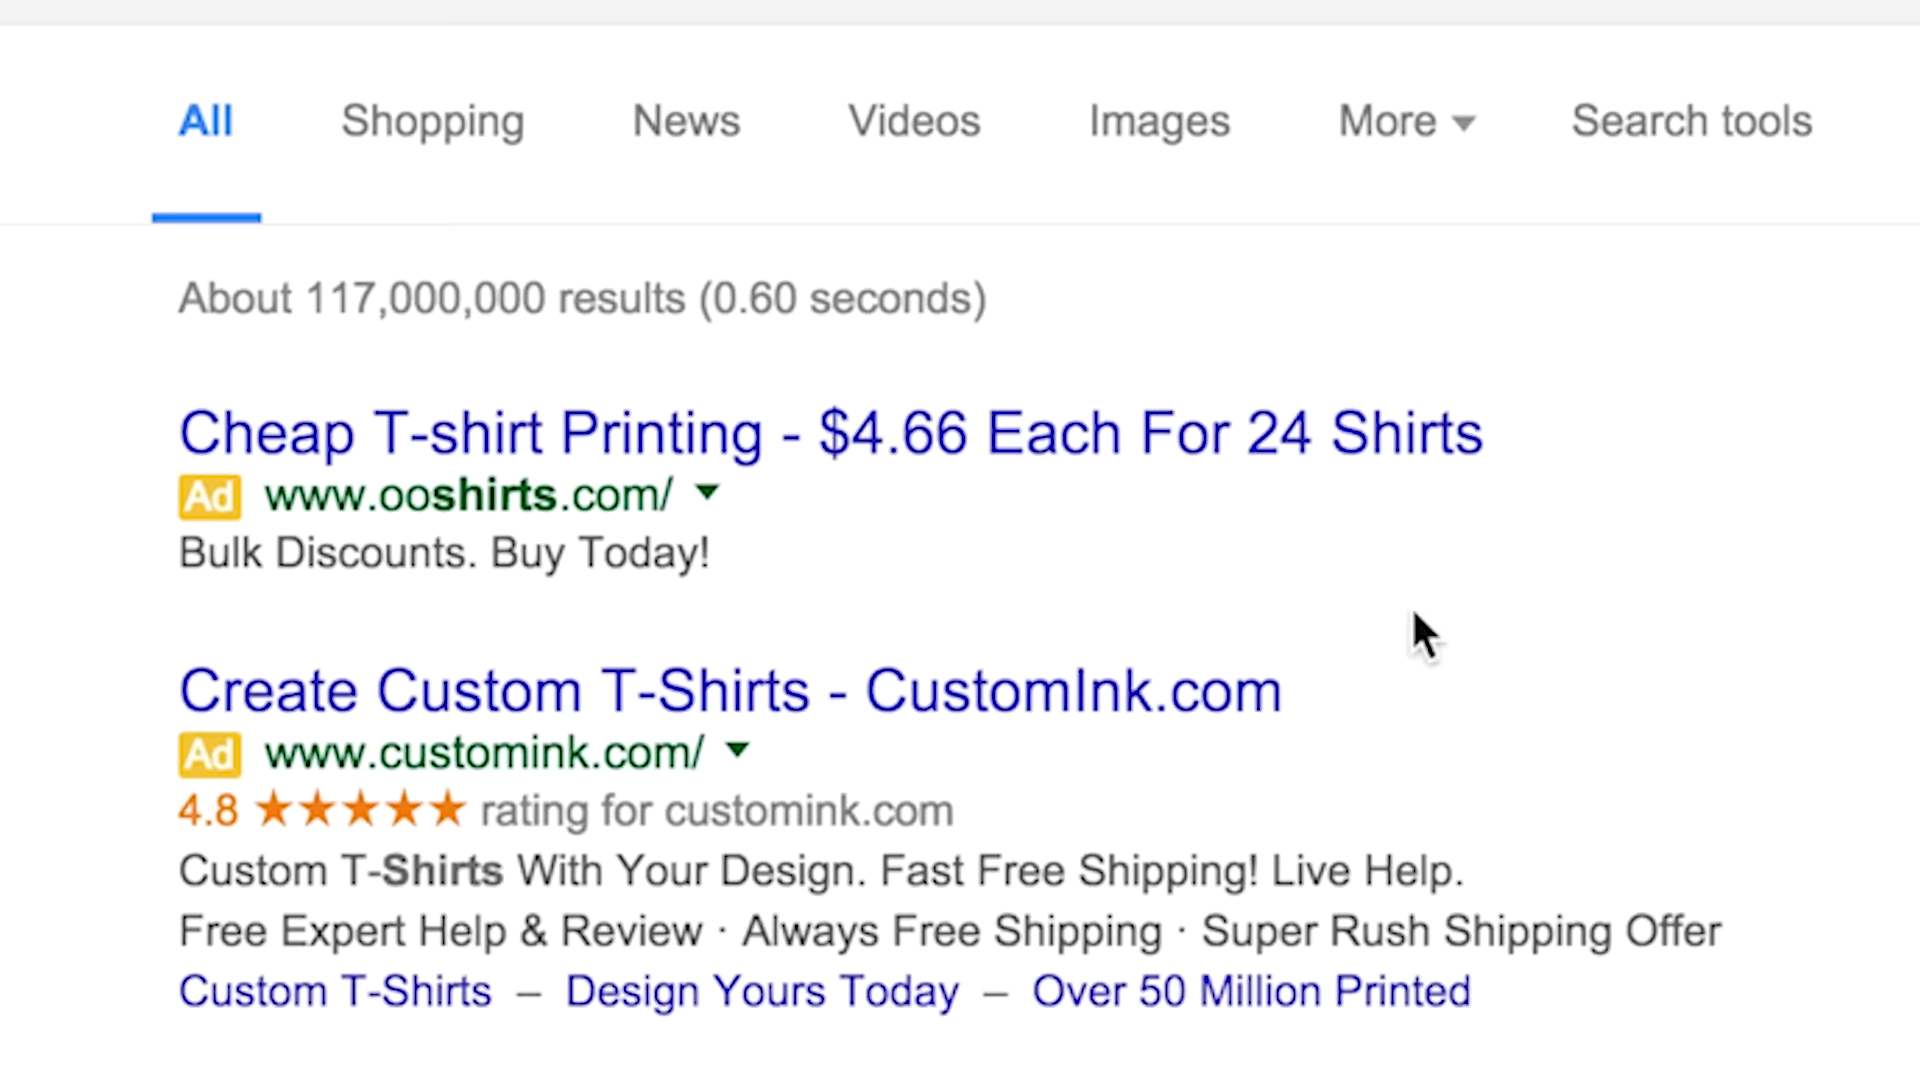 All Shopping News Videos Images More Search tools
About 117,000,000 results (0.60 seconds)
Cheap T-shirt Printing - $4.66 Each For 24 Shirts
Ad www.ooshirts.com/
Bulk Discounts. Buy Today!
Create Custom T-Shirts - CustomInk.com
Ad www.customink.com/
4.8 ★★★★★ rating for customink.com
Custom T-Shirts With Your Design. Fast Free Shipping! Live Help.
Free Expert Help & Review · Always Free Shipping · Super Rush Shipping Offer
Custom T-Shirts – Design Yours Today – Over 50 Million Printed